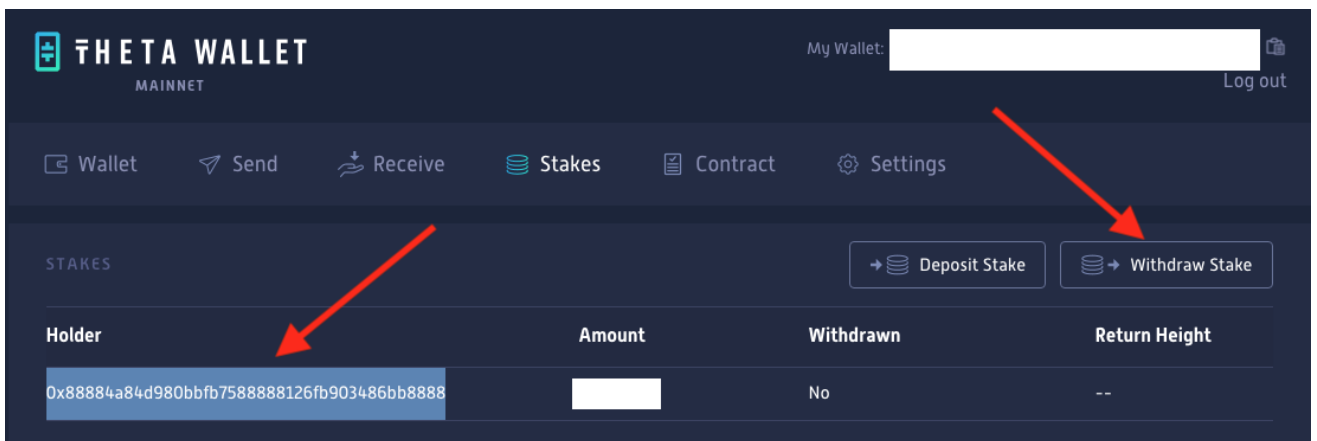 THETA WALLET
MAINNET
My Wallet:
Log out
Wallet Send Receive Stakes Contract Settings
STAKES Deposit Stake Withdraw Stake
Holder Amount Withdrawn Return Height
0x88884a84d980bbfb7588888126fb903486bb8888 No --